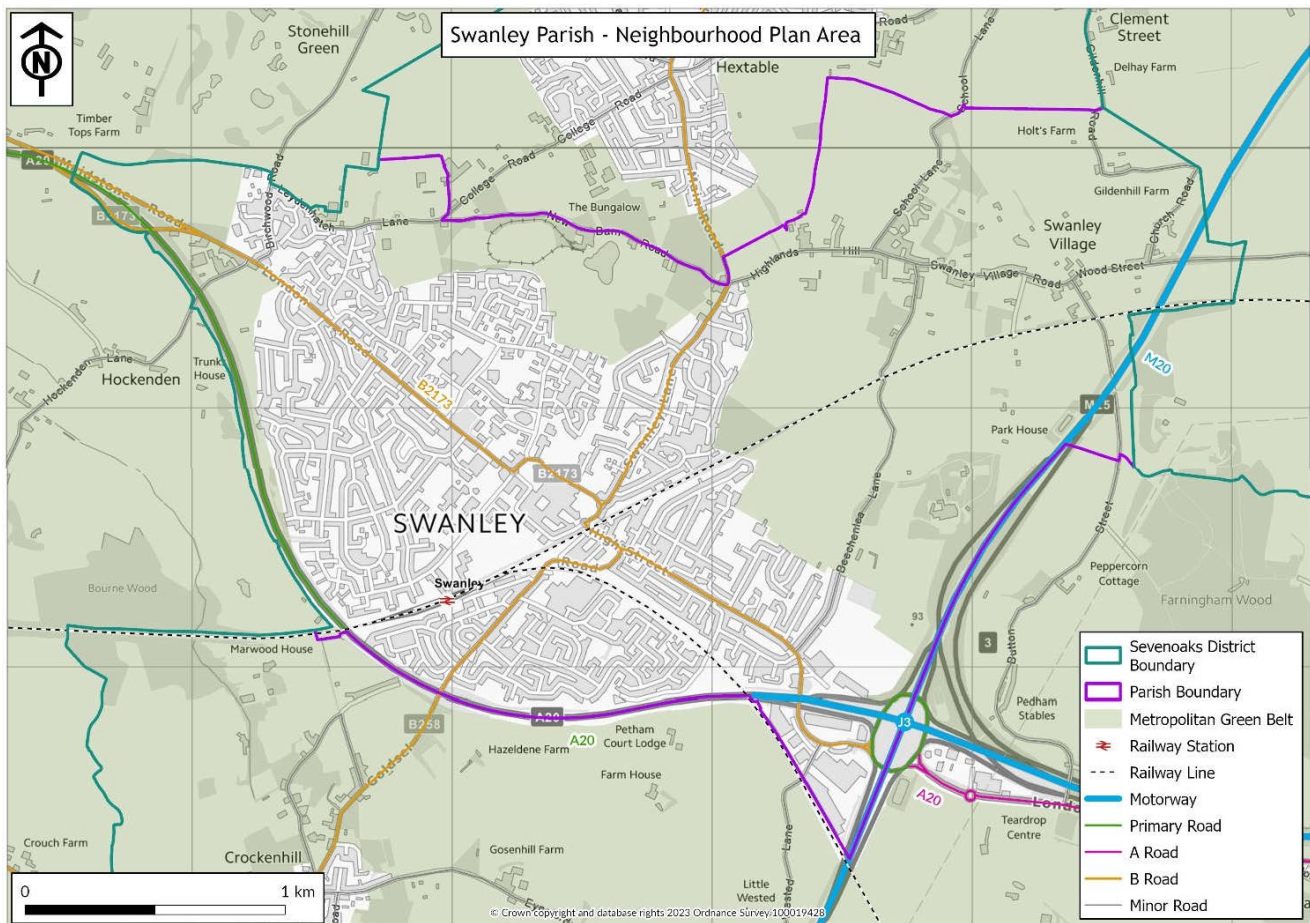 Swanley Parish - Neighbourhood Plan Area
N
Stonehill
Green
Road
Lane
Clement
Street
Hextable
Gildenhill
Delhay Farm
College Road
School
Timber
Tops Farm
Holt's Farm
Road
A20
Maidstone Road
Birchwood Road
Leydenhatch
Lane
College Road
Main Road
School Lane
Gildenhill Farm
B2173
The Bungalow
New Barn Road
Church Road
Swanley
Village
Highlands
Hill
Swanley Village Road
Wood Street
London Road
Hockenden Lane
Trunks
House
Hockenden
B2173
M20
Swanley Lane
M25
Park House
B2173
SWANLEY
High Street
Beechenlea Lane
Street
Road
Peppercorn
Cottage
Swanley
Bourne Wood
Farningham Wood
93
Marwood House
3
Button
Pedham
Stables
B258
A20
A20
Petham
Court Lodge
J3
Hazeldene Farm
Goldsel
Farm House
A20
Londo
Teardrop
Centre
Crouch Farm
Crockenhill
Gosenhill Farm
Lane
Little
Wested
Sevenoaks District
Boundary
Parish Boundary
Metropolitan Green Belt
Railway Station
Railway Line
Motorway
Primary Road
A Road
B Road
Minor Road
0
1 km
© Crown copyright and database rights 2023 Ordnance Survey 100019428